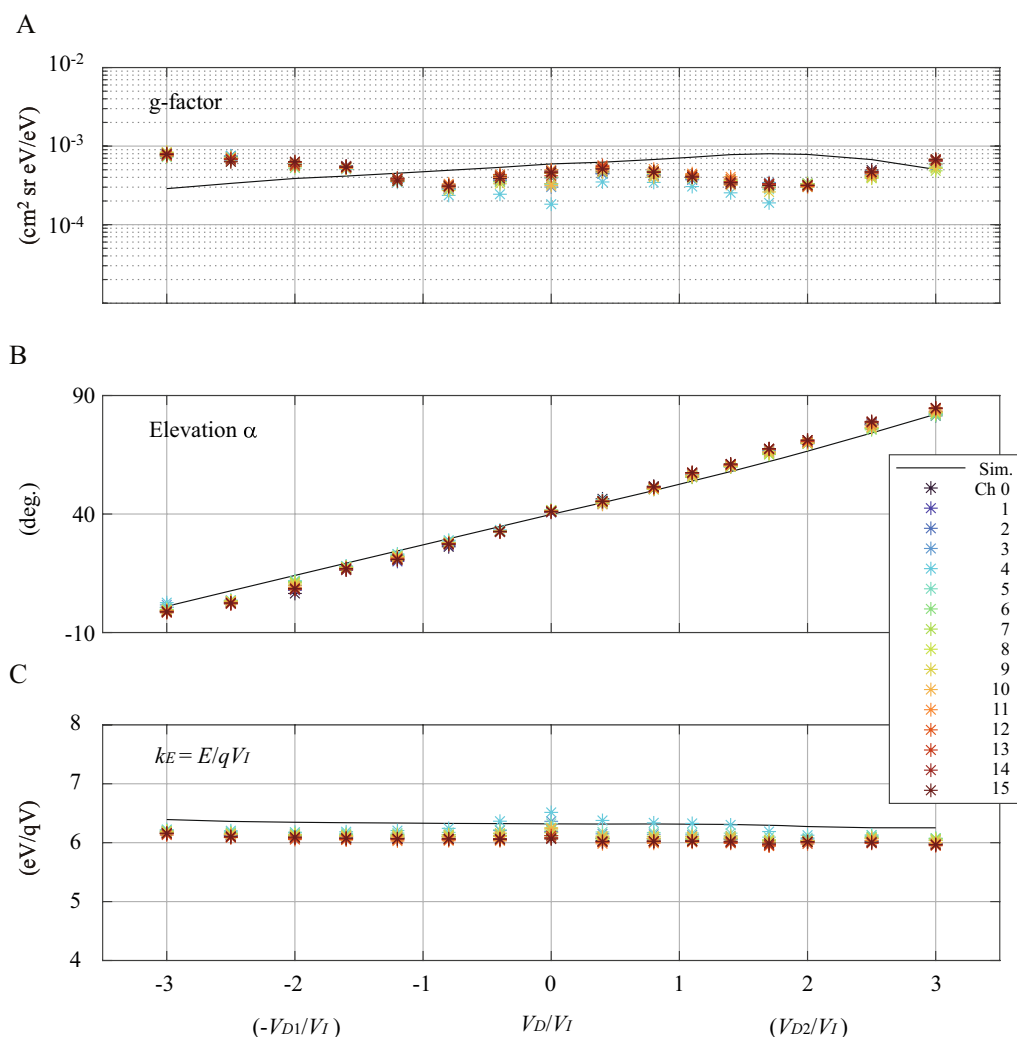 A
10-2
g-factor
10-3
(cm2 sr eV/eV)
10-4
B
90
Elevation α
(deg.)
40
-10
Sim.
Ch 0
1
2
3
4
5
6
7
8
9
10
11
12
13
14
15
C
8
kE = E/qVI
7
(eV/qV)
6
5
4
-3 -2 -1 0 1 2 3
(-VD1/VI) VD/VI (VD2/VI)